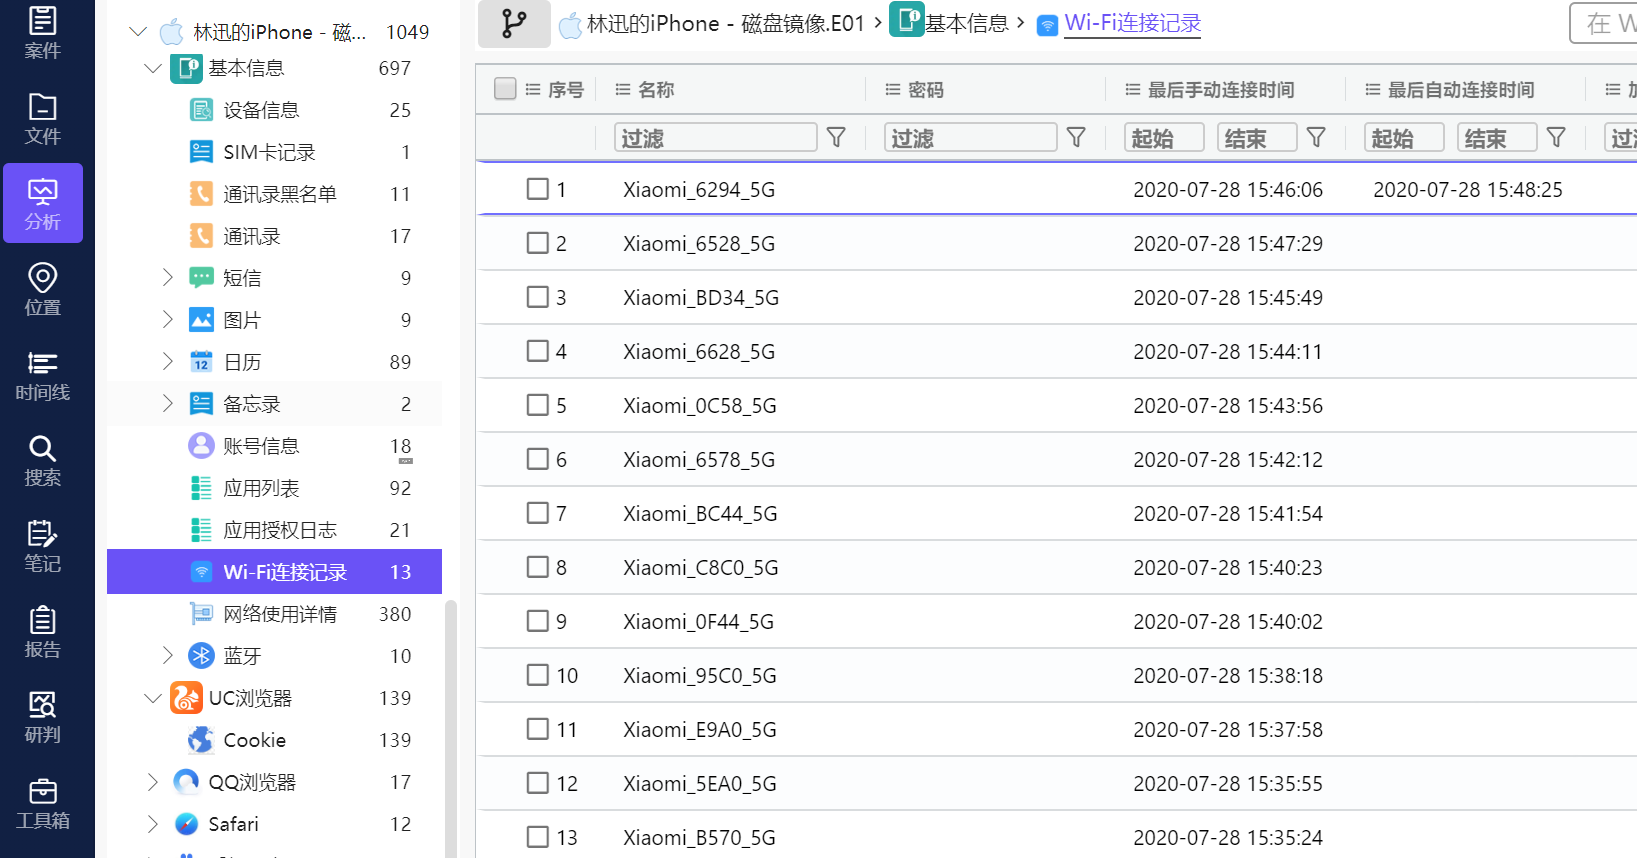 案件
文件
分析
位置
时间线
搜索
笔记
报告
研判
工具箱
林迅的iPhone - 磁... 1049
基本信息 697
设备信息 25
SIM卡记录 1
通讯录黑名单 11
通讯录 17
短信 9
图片 9
日历 89
备忘录 2
账号信息 18
应用列表 92
应用授权日志 21
Wi-Fi连接记录 13
网络使用详情 380
蓝牙 10
UC浏览器 139
Cookie 139
QQ浏览器 17
Safari 12
林迅的iPhone - 磁盘镜像.E01 > 基本信息 > Wi-Fi连接记录
在 W
序号 名称 密码 最后手动连接时间 最后自动连接时间
过滤 过滤 起始 结束 起始 结束
1 Xiaomi_6294_5G 2020-07-28 15:46:06 2020-07-28 15:48:25
2 Xiaomi_6528_5G 2020-07-28 15:47:29
3 Xiaomi_BD34_5G 2020-07-28 15:45:49
4 Xiaomi_6628_5G 2020-07-28 15:44:11
5 Xiaomi_0C58_5G 2020-07-28 15:43:56
6 Xiaomi_6578_5G 2020-07-28 15:42:12
7 Xiaomi_BC44_5G 2020-07-28 15:41:54
8 Xiaomi_C8C0_5G 2020-07-28 15:40:23
9 Xiaomi_0F44_5G 2020-07-28 15:40:02
10 Xiaomi_95C0_5G 2020-07-28 15:38:18
11 Xiaomi_E9A0_5G 2020-07-28 15:37:58
12 Xiaomi_5EA0_5G 2020-07-28 15:35:55
13 Xiaomi_B570_5G 2020-07-28 15:35:24